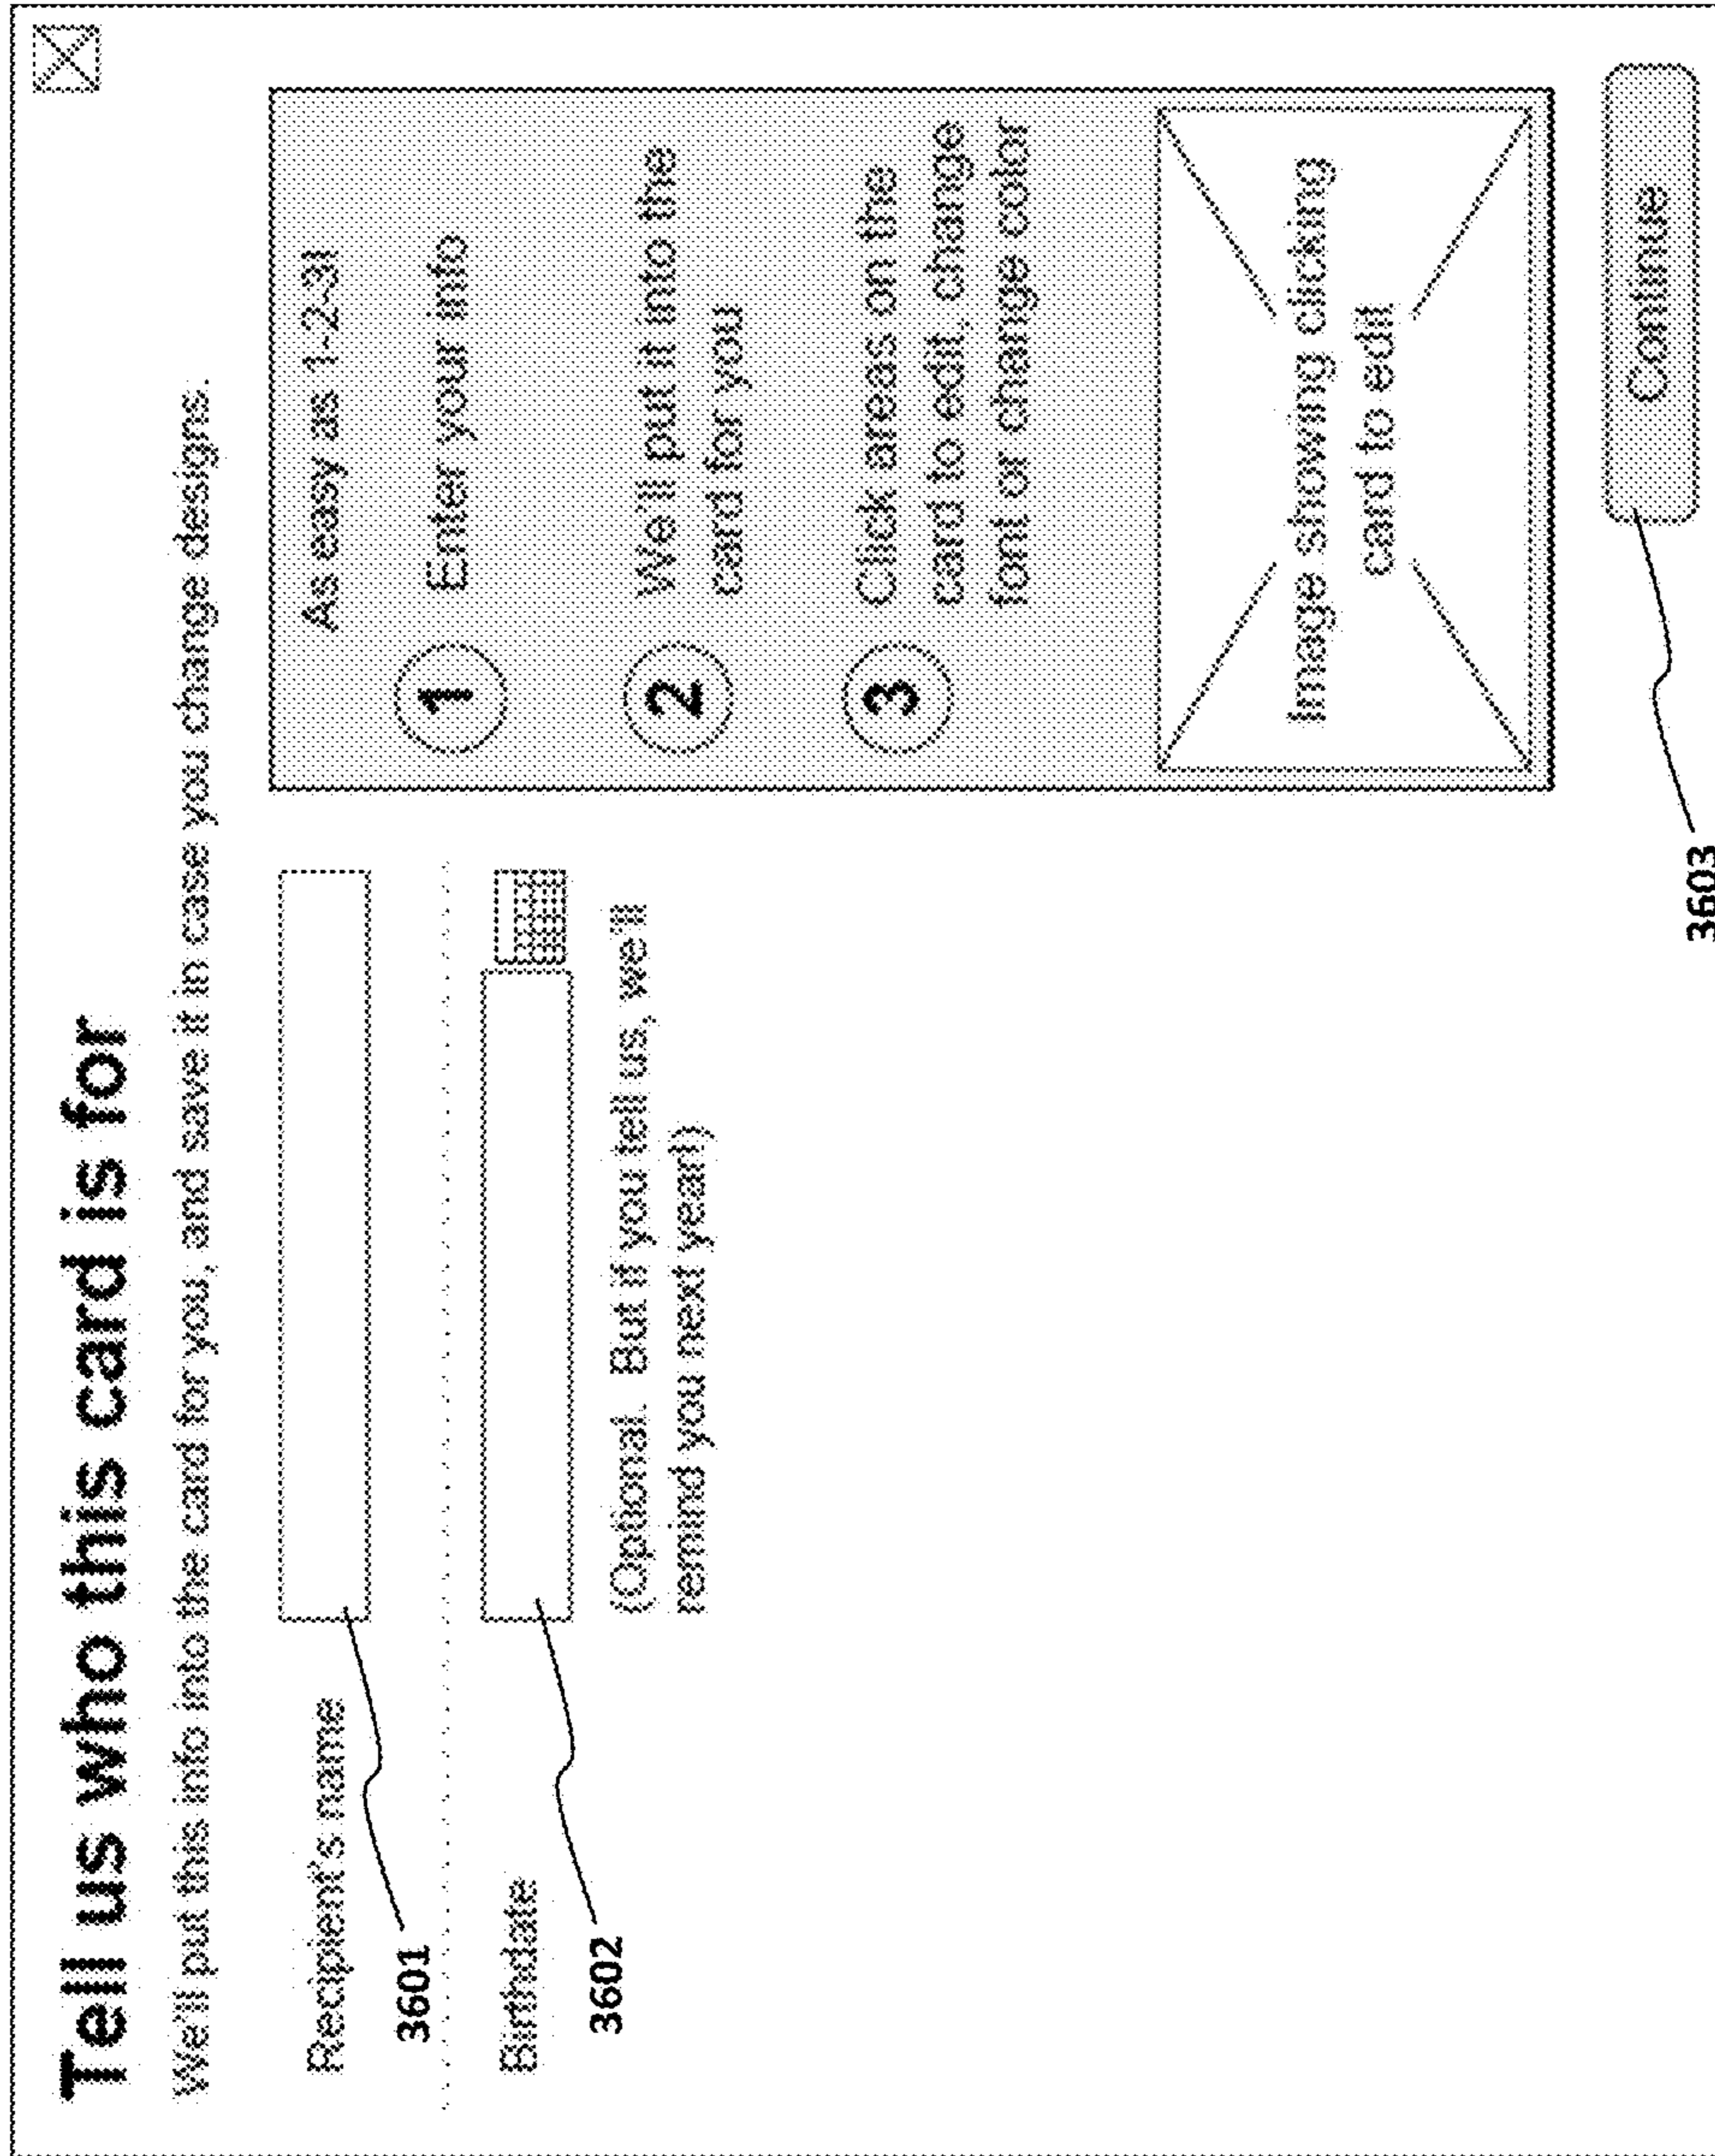 Tell us who this card is for
We'll put this info into the card for you, and save it in case you change designs.
Recipient's name
3601
Birthdate
3602
(Optional. But if you tell us, we'll
remind you next year!)
As easy as 1-2-3!
1 Enter your info
2 We'll put it into the
card for you
3 Click areas on the
card to edit, change
font or change color
Image showing clicking
card to edit
Continue
3603